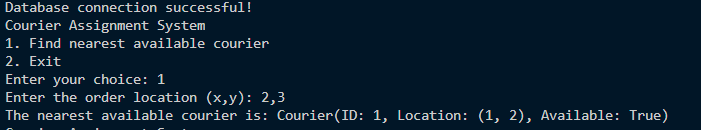 Database connection successful!
Courier Assignment System
1. Find nearest available courier
2. Exit
Enter your choice: 1
Enter the order location (x,y): 2,3
The nearest available courier is: Courier(ID: 1, Location: (1, 2), Available: True)